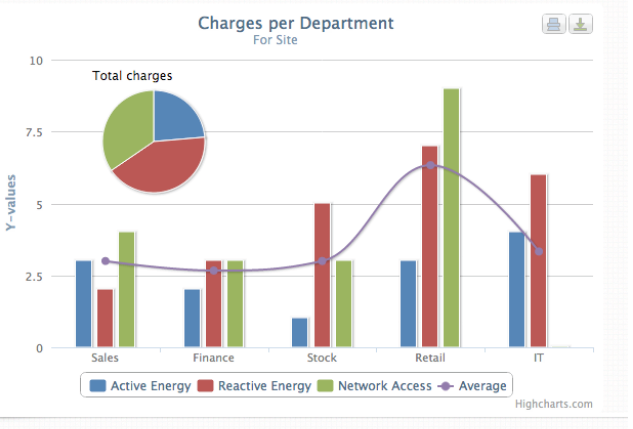 Charges per Department
For Site
Total charges
Y-values
10
7.5
5
2.5
0
Sales Finance Stock Retail IT
Active Energy Reactive Energy Network Access Average
Highcharts.com